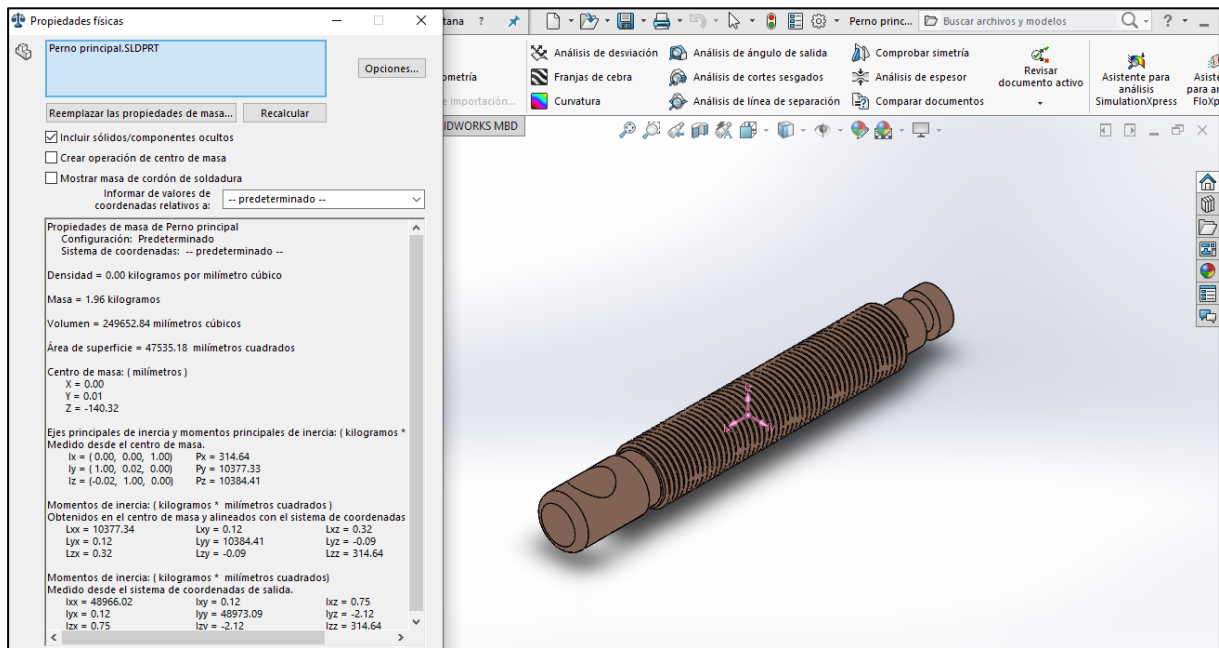 Propiedades físicas
Perno principal.SLDPRT
Opciones...
Reemplazar las propiedades de masa...
Recalcular
Incluir sólidos/componentes ocultos
Crear operación de centro de masa
Mostrar masa de cordón de soldadura
Informar de valores de
coordenadas relativos a:
-- predeterminado --
Propiedades de masa de Perno principal
Configuración: Predeterminado
Sistema de coordenadas: -- predeterminado --
Densidad = 0.00 kilogramos por milímetro cúbico
Masa = 1.96 kilogramos
Volumen = 249652.84 milímetros cúbicos
Área de superficie = 47535.18 milímetros cuadrados
Centro de masa: ( milímetros )
X = 0.00
Y = 0.01
Z = -140.32
Ejes principales de inercia y momentos principales de inercia: ( kilogramos *
Medido desde el centro de masa.
Ix = ( 0.00, 0.00, 1.00) Px = 314.64
Iy = ( 1.00, 0.02, 0.00) Py = 10377.33
Iz = (-0.02, 1.00, 0.00) Pz = 10384.41
Momentos de inercia: ( kilogramos * milímetros cuadrados )
Obtenidos en el centro de masa y alineados con el sistema de coordenadas
Lxx = 10377.34 Lxy = 0.12 Lxz = 0.32
Lyx = 0.12 Lyy = 10384.41 Lyz = -0.09
Lzx = 0.32 Lzy = -0.09 Lzz = 314.64
Momentos de inercia: ( kilogramos * milímetros cuadrados)
Medido desde el sistema de coordenadas de salida.
Ixx = 48966.02 Ixy = 0.12 Ixz = 0.75
Iyx = 0.12 Iyy = 48973.09 Iyz = -2.12
Izx = 0.75 Izy = -2.12 Izz = 314.64
tana ?
Perno princ...
Buscar archivos y modelos
?
ometría
e importación...
Análisis de desviación
Franjas de cebra
Curvatura
Análisis de ángulo de salida
Análisis de cortes sesgados
Análisis de línea de separación
Comprobar simetría
Análisis de espesor
Comparar documentos
Revisar
documento activo
Asistente para
análisis
SimulationXpress
Asiste
para an
FloXp
IDWORKS MBD